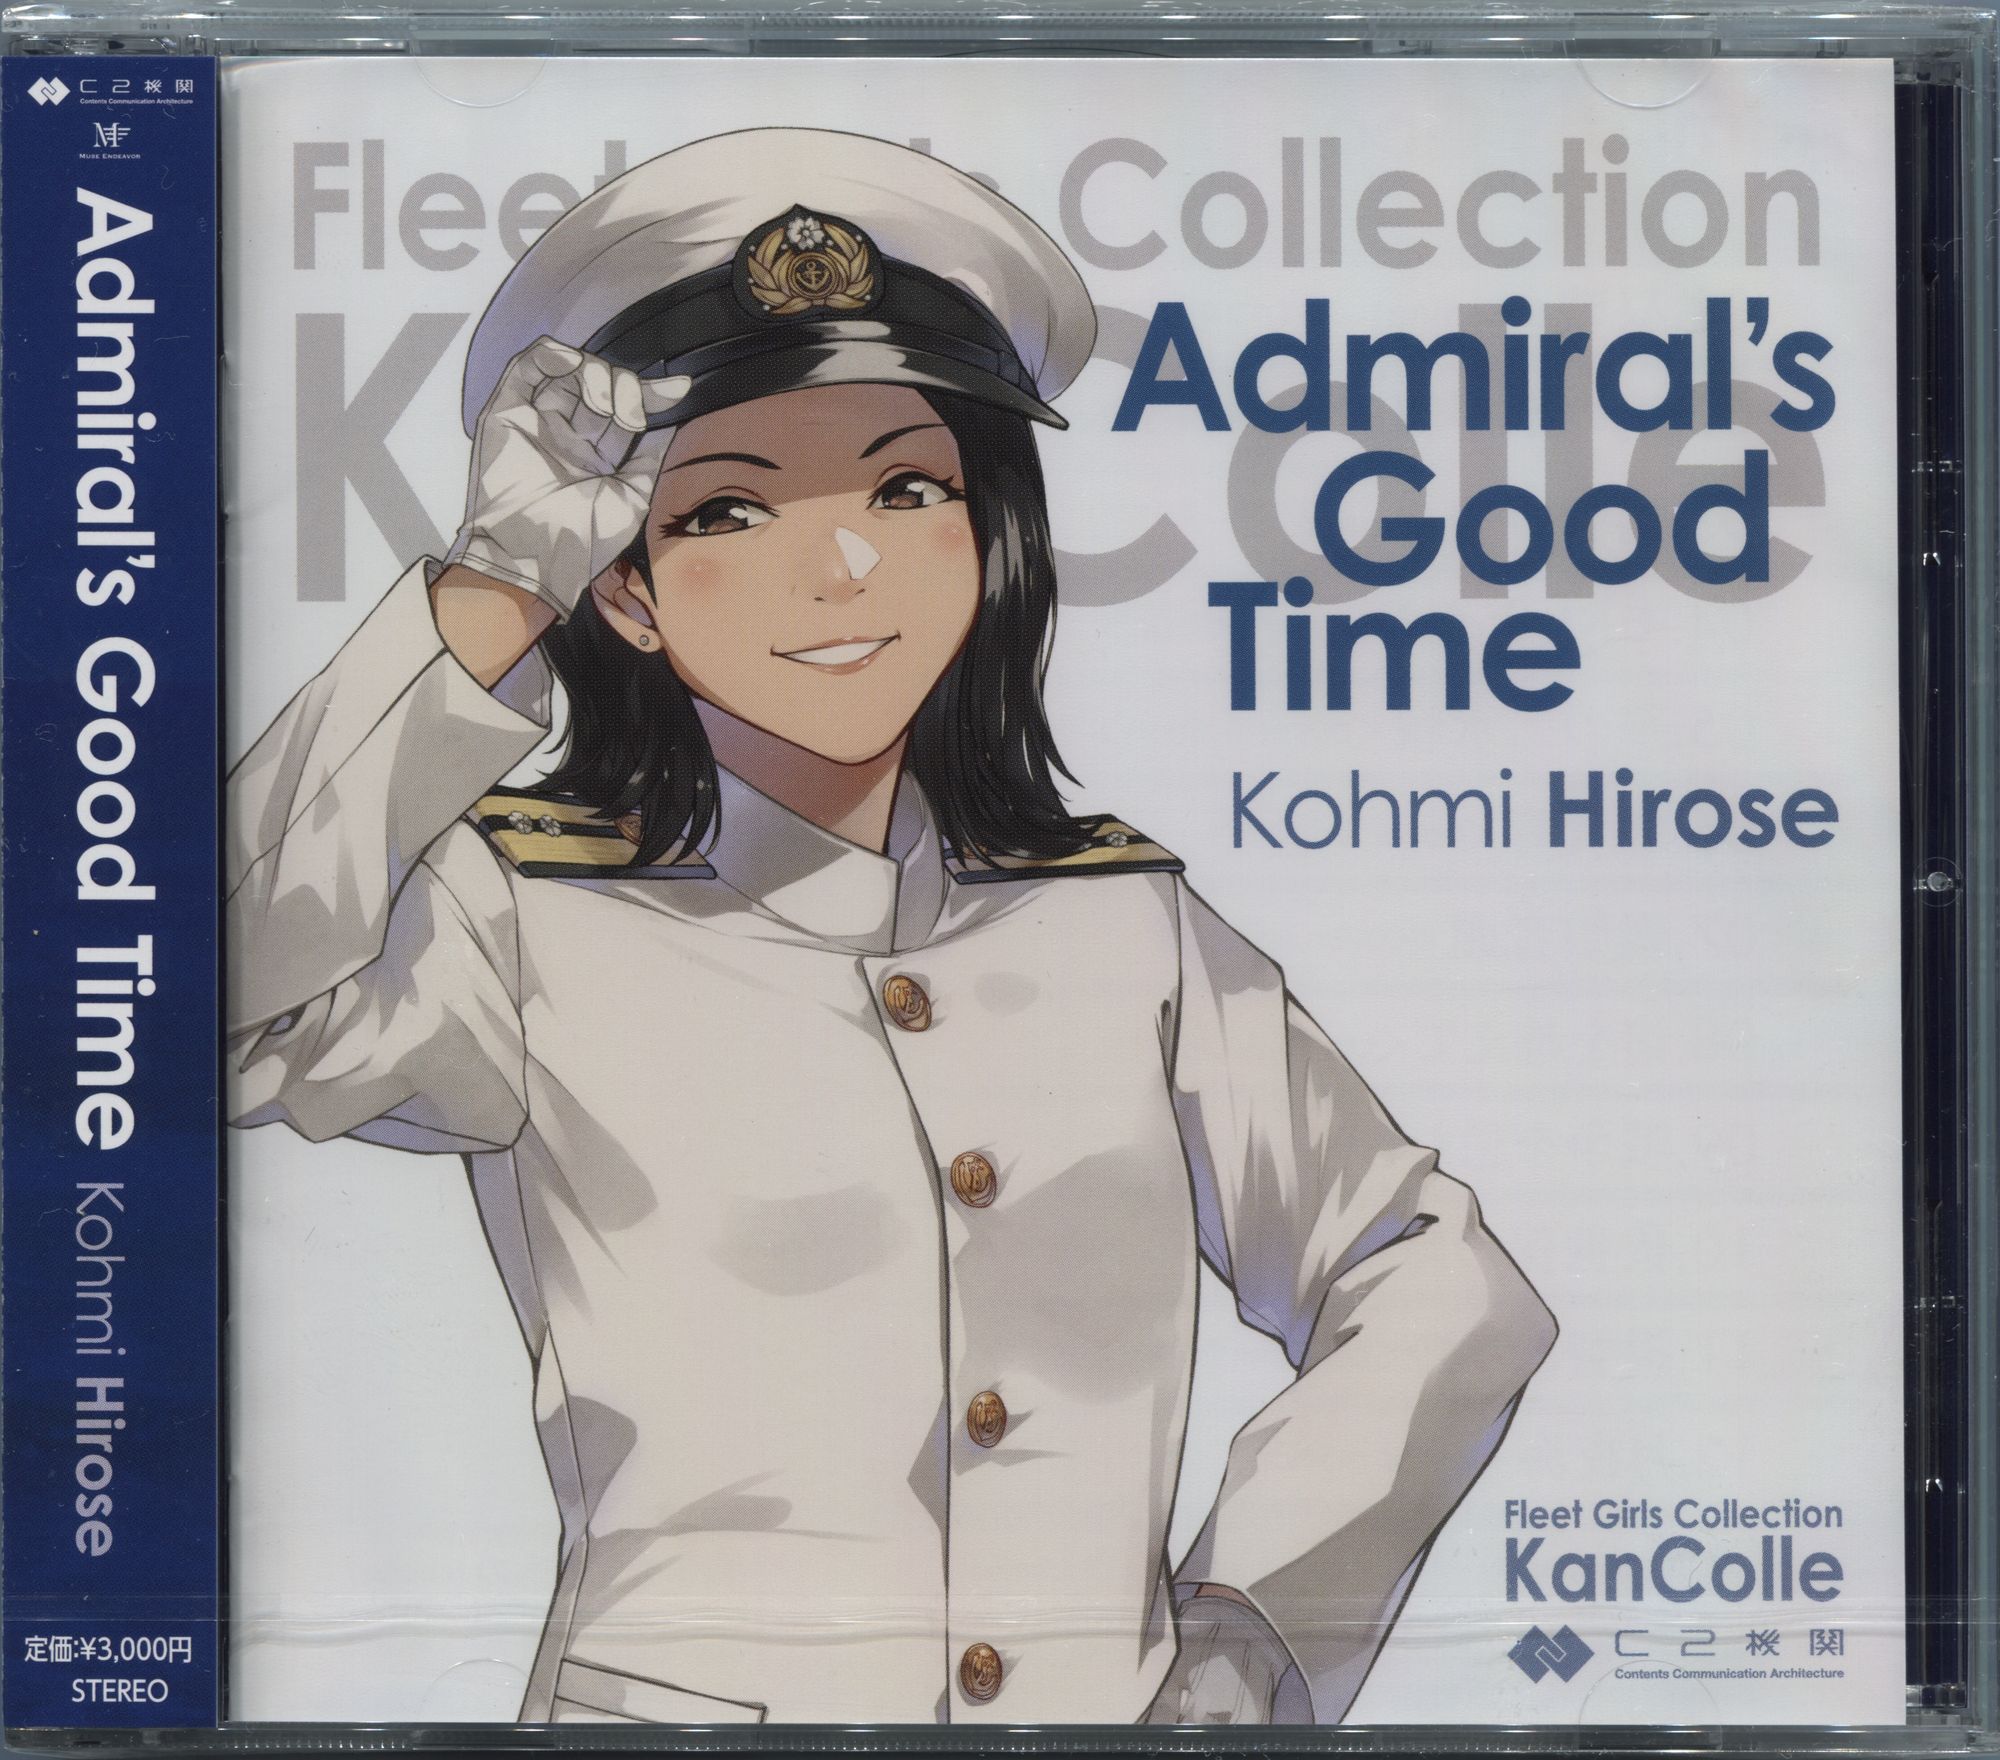 C2機関
Contents Communication Architecture
MUSE ENDEAVOR
Admiral's Good Time Kohmi Hirose
定価:¥3,000円
STEREO
Fleet Collection
K Colle
Admiral's
Good
Time
Kohmi Hirose
Fleet Girls Collection
KanColle
C2機関
Contents Communication Architecture